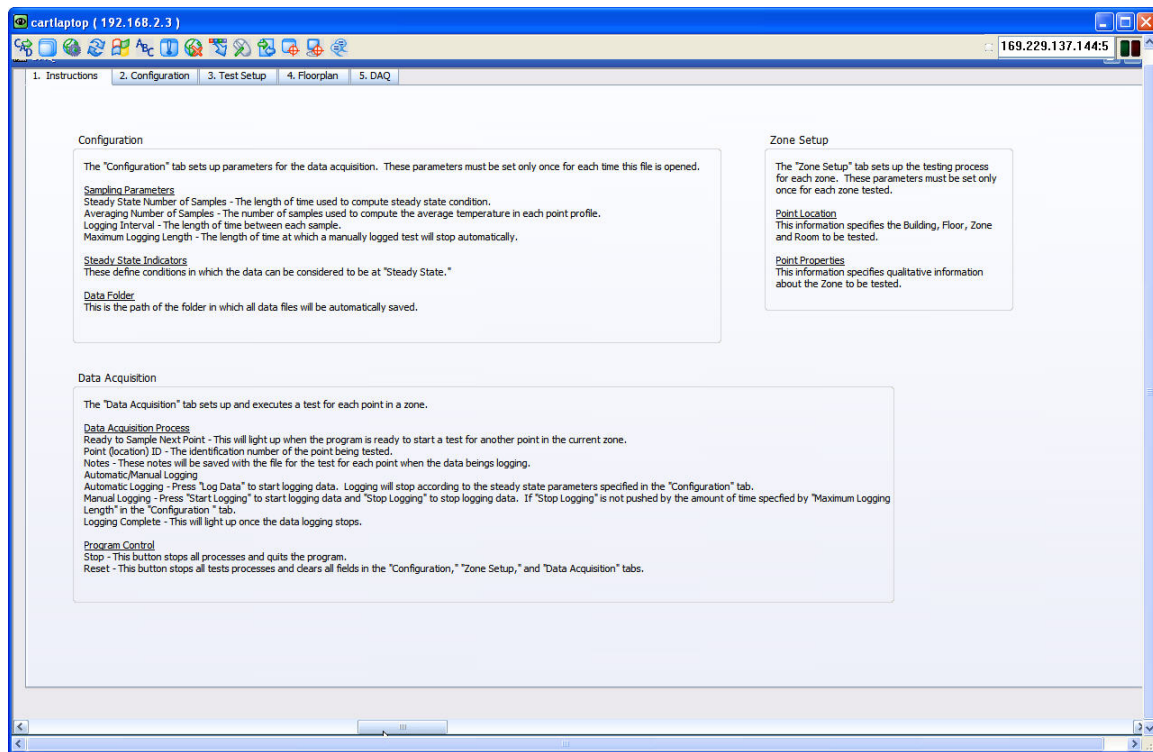 cartlaptop ( 192.168.2.3 )
169.229.137.144:5
1. Instructions 2. Configuration 3. Test Setup 4. Floorplan 5. DAQ
Configuration
The "Configuration" tab sets up parameters for the data acquisition. These parameters must be set only once for each time this file is opened.
Sampling Parameters
Steady State Number of Samples - The length of time used to compute steady state condition.
Averaging Number of Samples - The number of samples used to compute the average temperature in each point profile.
Logging Interval - The length of time between each sample.
Maximum Logging Length - The length of time at which a manually logged test will stop automatically.
Steady State Indicators
These define conditions in which the data can be considered to be at "Steady State."
Data Folder
This is the path of the folder in which all data files will be automatically saved.
Zone Setup
The "Zone Setup" tab sets up the testing process
for each zone. These parameters must be set only
once for each zone tested.
Point Location
This information specifies the Building, Floor, Zone
and Room to be tested.
Point Properties
This information specifies qualitative information
about the Zone to be tested.
Data Acquisition
The "Data Acquisition" tab sets up and executes a test for each point in a zone.
Data Acquisition Process
Ready to Sample Next Point - This will light up when the program is ready to start a test for another point in the current zone.
Point (location) ID - The identification number of the point being tested.
Notes - These notes will be saved with the file for the test for each point when the data beings logging.
Automatic/Manual Logging
Automatic Logging - Press "Log Data" to start logging data. Logging will stop according to the steady state parameters specified in the "Configuration" tab.
Manual Logging - Press "Start Logging" to start logging data and "Stop Logging" to stop logging data. If "Stop Logging" is not pushed by the amount of time specfied by "Maximum Logging
Length" in the "Configuration " tab.
Logging Complete - This will light up once the data logging stops.
Program Control
Stop - This button stops all processes and quits the program.
Reset - This button stops all tests processes and clears all fields in the "Configuration," "Zone Setup," and "Data Acquisition" tabs.